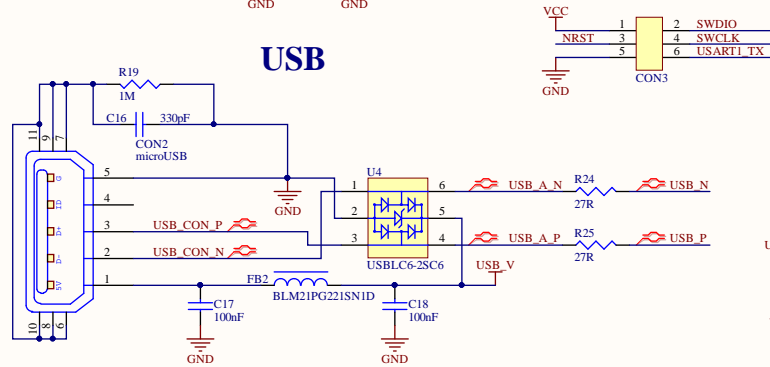 GND
GND
VCC
1
2
SWDIO
NRST
3
4
SWCLK
5
6
USART1_TX
GND
CON3
USB
R19
1M
C16
330pF
CON2
microUSB
11
9
7
5
G
4
ID
3
D+
USB_CON_P
2
D-
USB_CON_N
1
5V
10
8
6
GND
U4
1
6
2
5
3
4
USBLC6-2SC6
USB_A_N
R24
27R
USB_N
USB_A_P
R25
27R
USB_P
USB_V
FB2
BLM21PG221SN1D
C17
100nF
GND
C18
100nF
GND